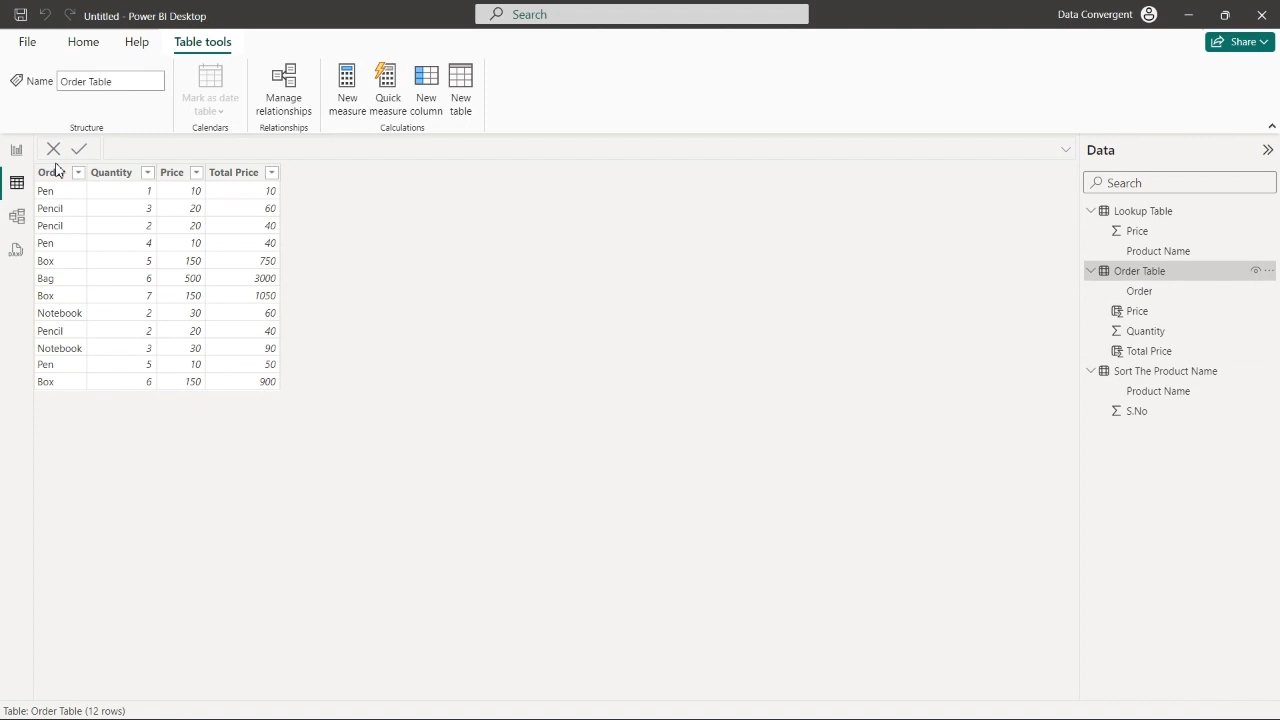 Untitled - Power BI Desktop
Search
Data Convergent
File
Home
Help
Table tools
Share
Name
Order Table
Mark as date
table
New
measure
Quick
measure
New
column
New
table
Manage
relationships
Structure
Calendars
Relationships
Calculations
Data
Search
Quantity
Price
Total Price
Pen 1 10 10
Pencil 3 20 60
Pencil 2 20 40
Pen 4 10 40
Box 5 150 750
Bag 6 500 3000
Box 7 150 1050
Notebook 2 30 60
Pencil 2 20 40
Notebook 3 30 90
Pen 5 10 50
Box 6 150 900
Lookup Table
Price
Product Name
Order Table
Order
Price
Quantity
Total Price
Sort The Product Name
Product Name
S.No
Table: Order Table (12 rows)